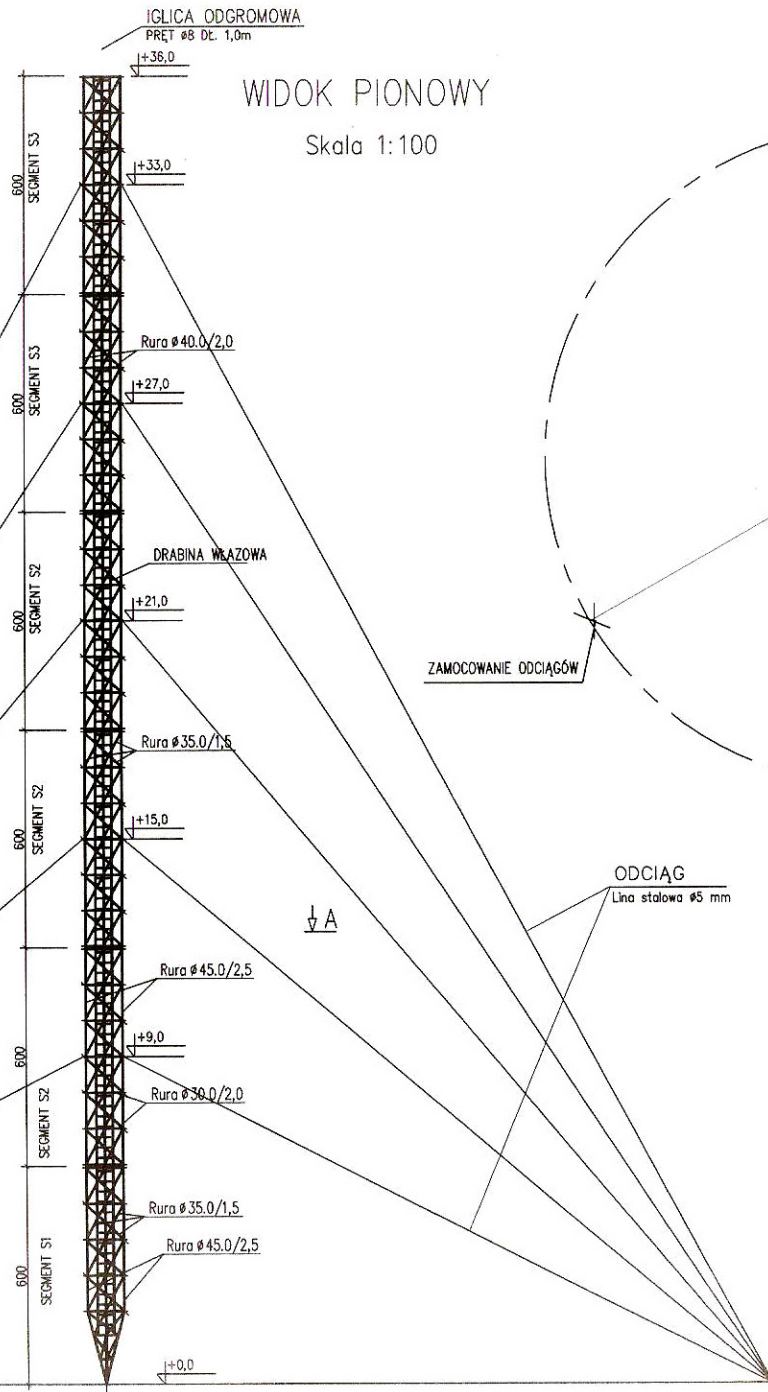 IGLICA ODGROMOWA
PRĘT ø8 DŁ. 1,0m
+36,0
WIDOK PIONOWY
Skala 1:100
600
SEGMENT S3
+33,0
Rura ø40.0/2,0
600
SEGMENT S3
+27,0
DRABINA WŁAZOWA
600
SEGMENT S2
+21,0
ZAMOCOWANIE ODCIĄGÓW
Rura ø35.0/1,5
600
SEGMENT S2
+15,0
ODCIĄG
Lina stalowa ø5 mm
A
Rura ø45.0/2,5
600
SEGMENT S2
+9,0
Rura ø30.0/2,0
Rura ø35.0/1,5
Rura ø45.0/2,5
600
SEGMENT S1
+0,0